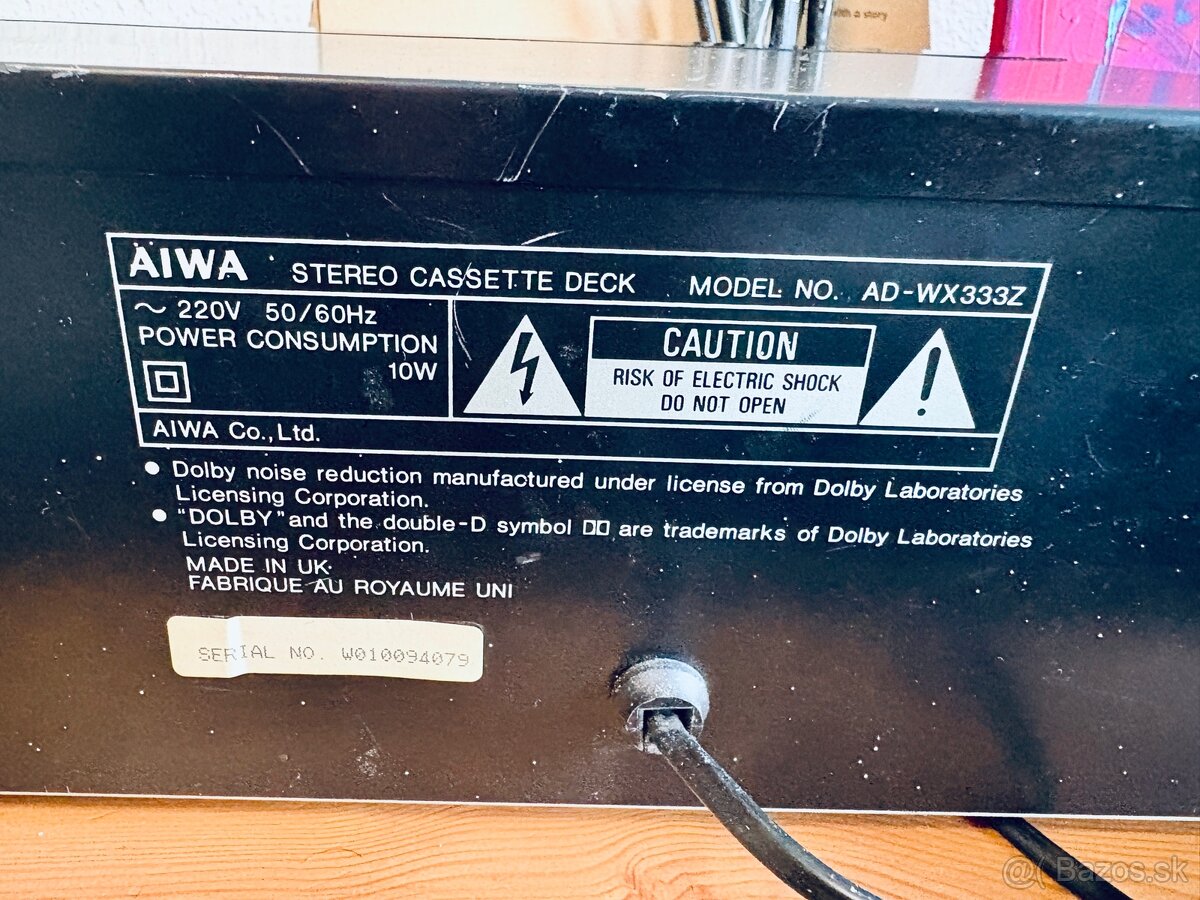 with a story
AIWA STEREO CASSETTE DECK MODEL NO. AD-WX333Z
~ 220V 50/60Hz
POWER CONSUMPTION
10W
CAUTION
RISK OF ELECTRIC SHOCK
DO NOT OPEN
AIWA Co., Ltd.
● Dolby noise reduction manufactured under license from Dolby Laboratories
Licensing Corporation.
● "DOLBY" and the double-D symbol are trademarks of Dolby Laboratories
Licensing Corporation.
MADE IN UK
FABRIQUE AU ROYAUME UNI
SERIAL NO. W010094079
@( Bazos.sk